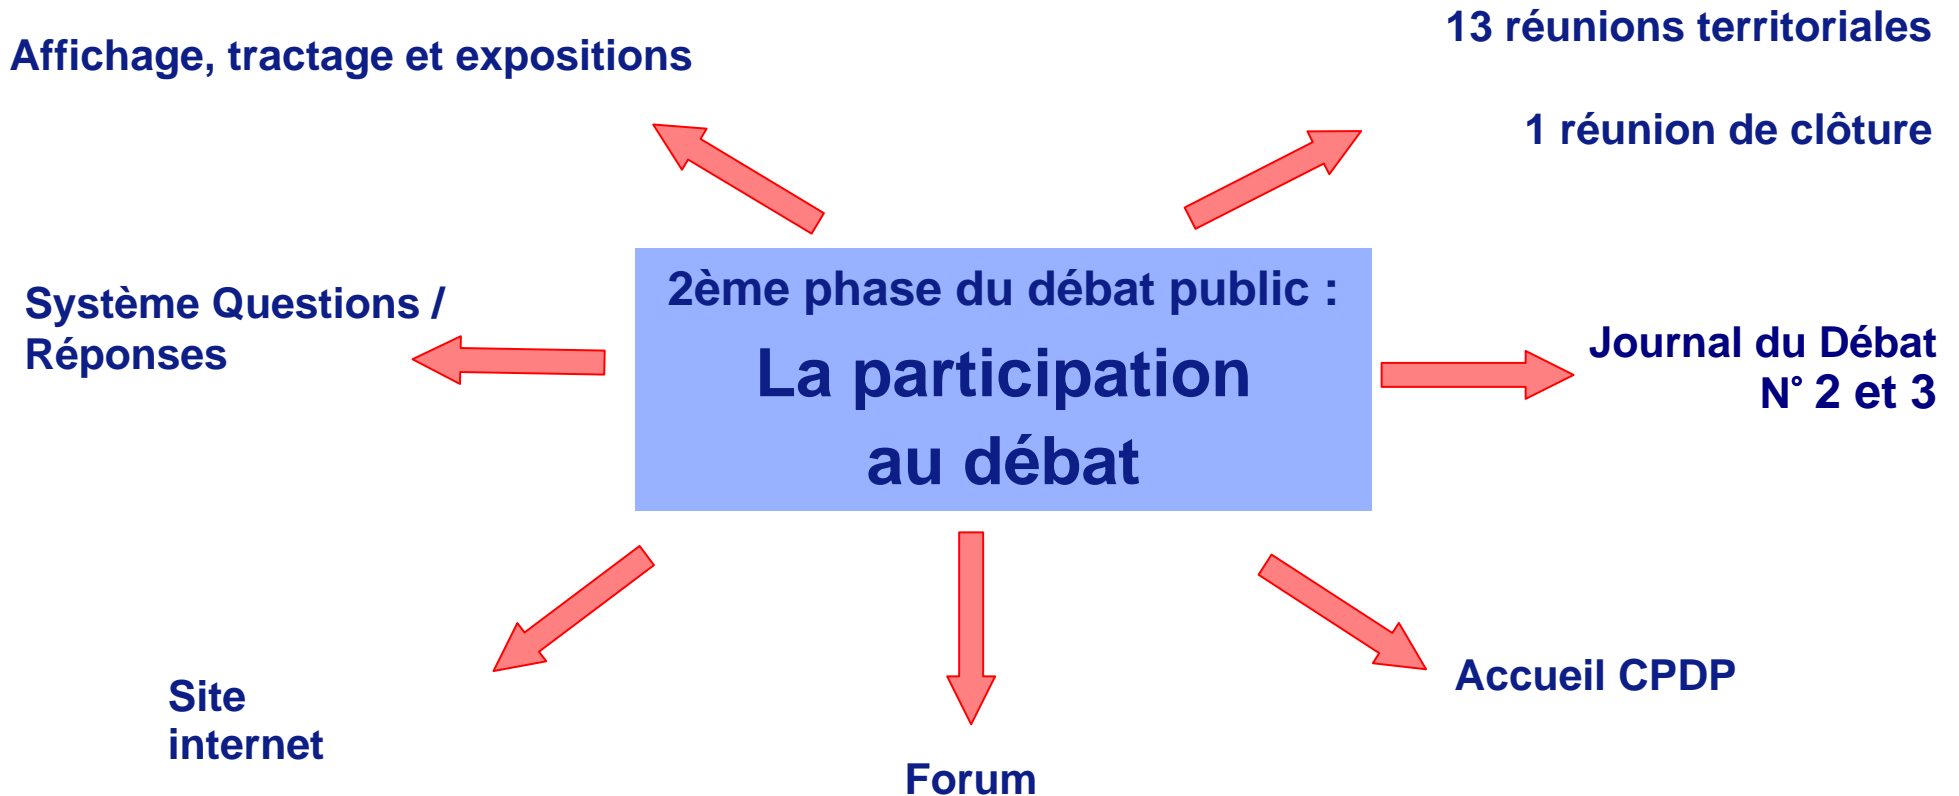 Affichage, tractage et expositions
13 réunions territoriales
1 réunion de clôture
2ème phase du débat public :
La participation
au débat
Système Questions /
Réponses
Journal du Débat
N° 2 et 3
Site
internet
Forum
Accueil CPDP